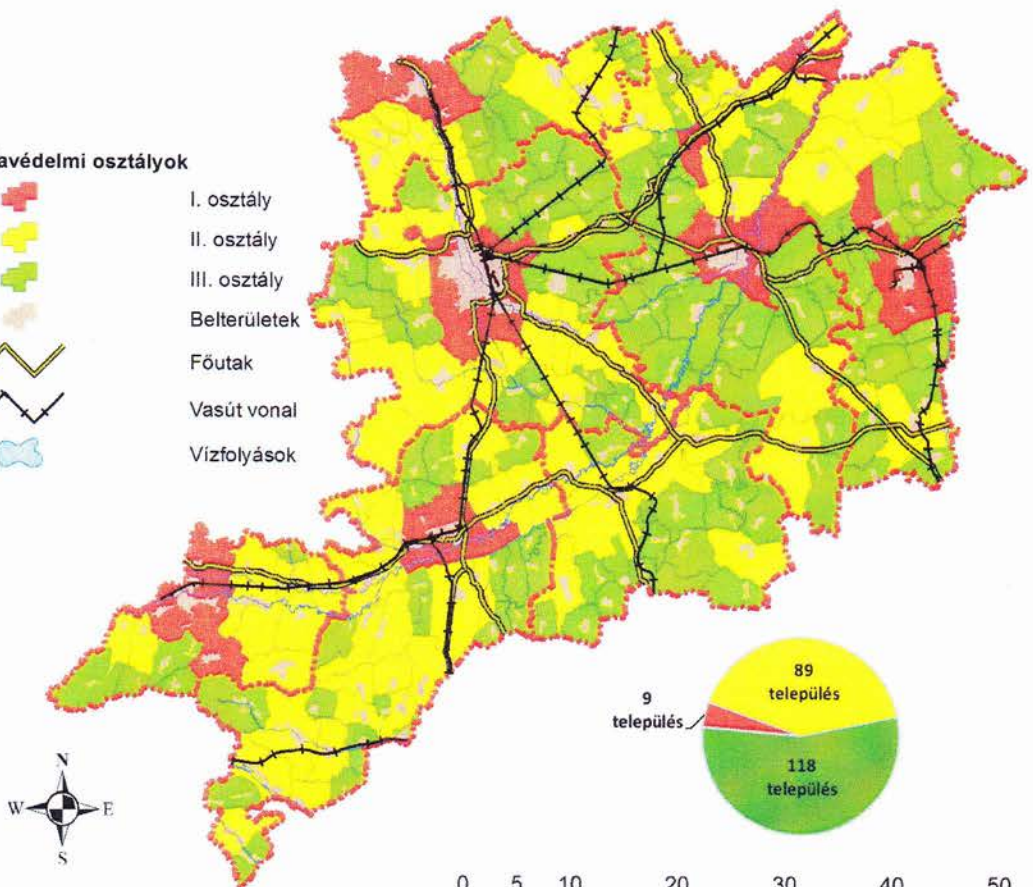 avédelmi osztályok
I. osztály
II. osztály
III. osztály
Belterületek
Főutak
Vasút vonal
Vízfolyások
89
település
9
település
118
település
N
W E
S
0 5 10 20 30 40 50